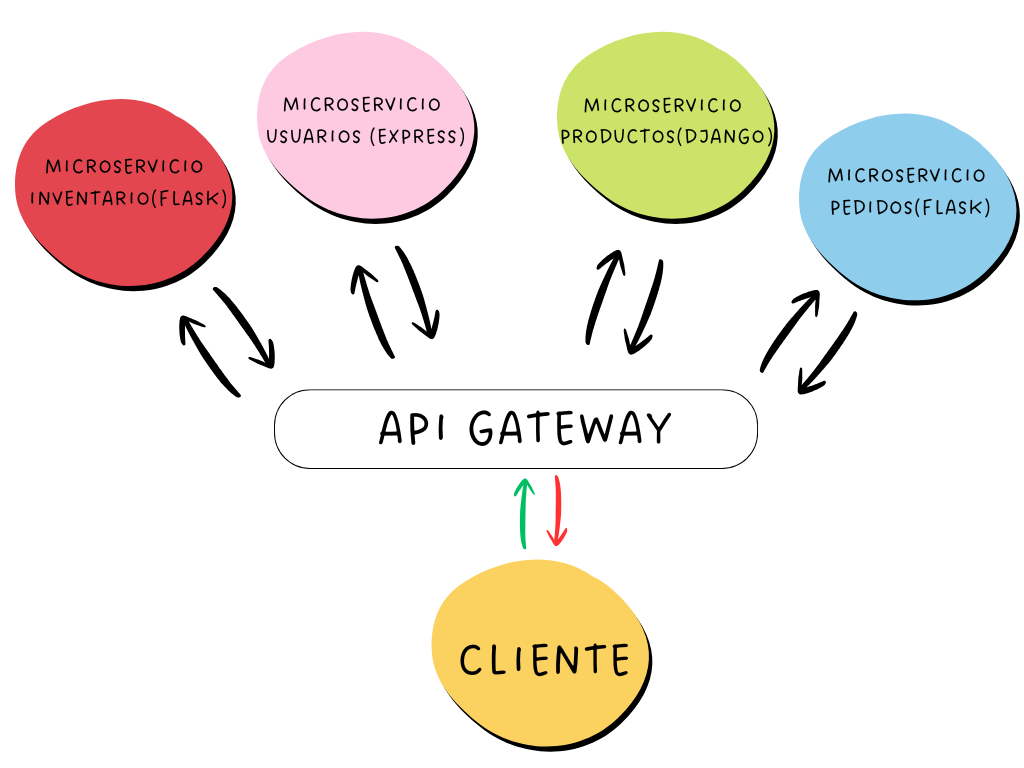 MICROSERVICIO
INVENTARIO(FLASK)
MICROSERVICIO
USUARIOS (EXPRESS)
MICROSERVICIO
PRODUCTOS(DJANGO)
MICROSERVICIO
PEDIDOS(FLASK)
API GATEWAY
CLIENTE